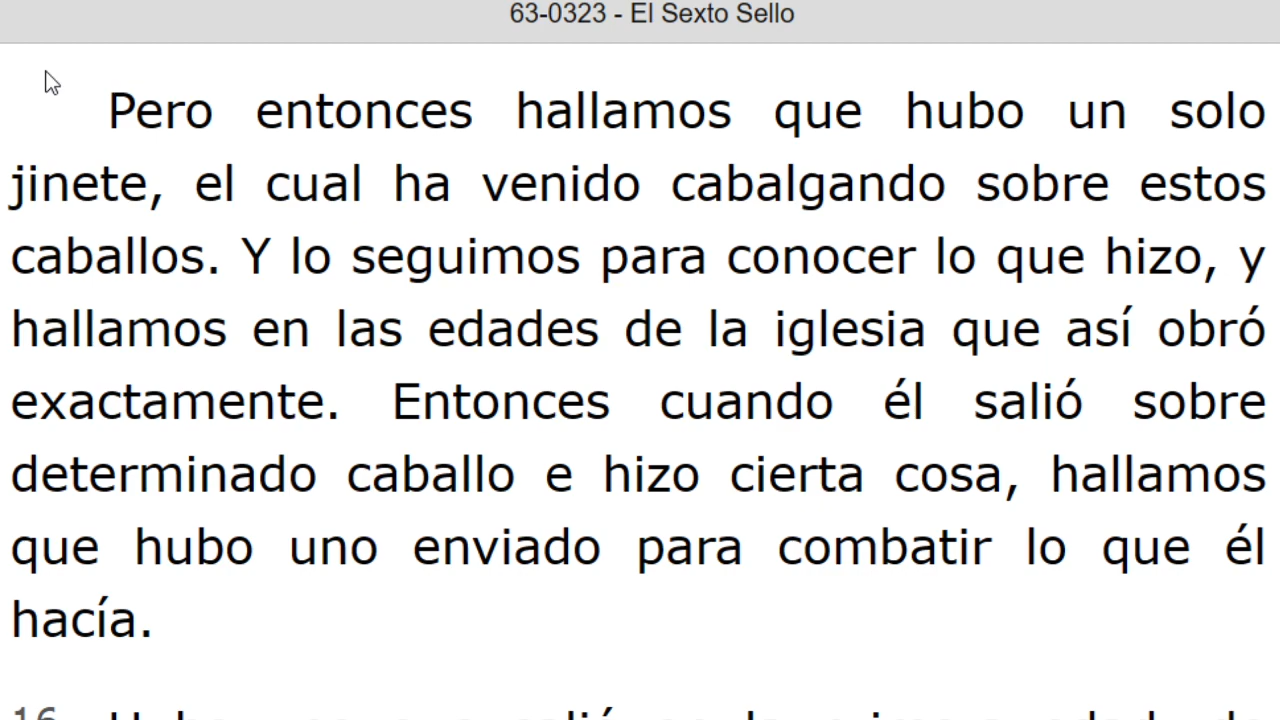 63-0323 - El Sexto Sello
Pero entonces hallamos que hubo un solo
jinete, el cual ha venido cabalgando sobre estos
caballos. Y lo seguimos para conocer lo que hizo, y
hallamos en las edades de la iglesia que así obró
exactamente. Entonces cuando él salió sobre
determinado caballo e hizo cierta cosa, hallamos
que hubo uno enviado para combatir lo que él
hacía.
16